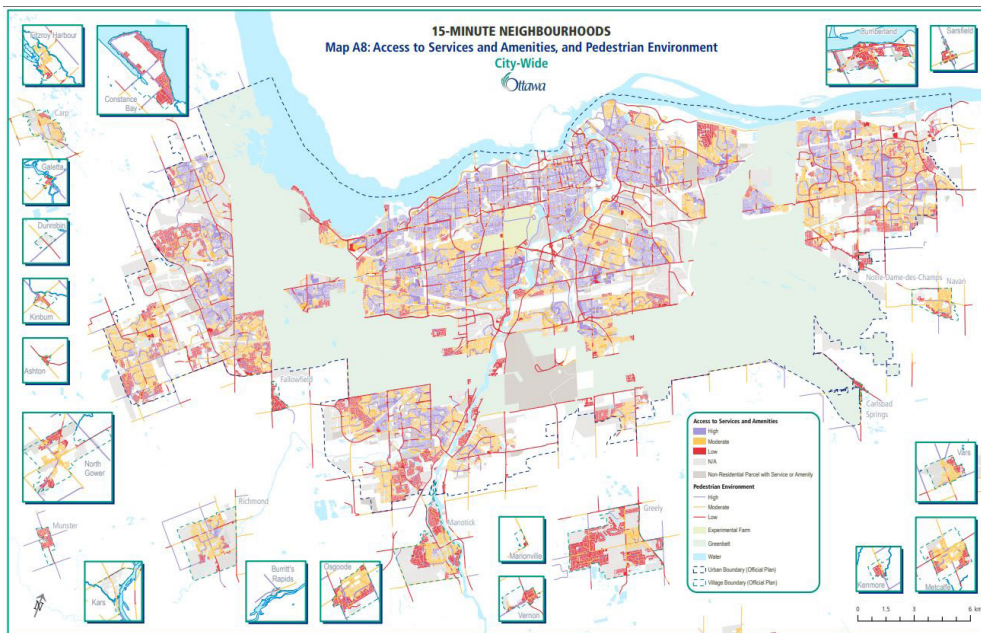 15-MINUTE NEIGHBOURHOODS
Map A8: Access to Services and Amenities, and Pedestrian Environment
City-Wide
Ottawa
Fitzroy Harbour
Constance
Bay
Cumberland
Sarsfield
Carp
Galetta
Dunrobin
Kinburn
Ashton
Notre-Dame-des-Champs
Navan
Fallowfield
Carlsbad
Springs
North
Gower
Munster
Richmond
Kars
Burritt's
Rapids
Osgoode
Manotick
Marionville
Vernon
Greely
Vars
Kenmore
Metcalfe
Access to Services and Amenities
High
Moderate
Low
N/A
Non-Residential Parcel with Service or Amenity
Pedestrian Environment
High
Moderate
Low
Experimental Farm
Greenbelt
Water
Urban Boundary (Official Plan)
Village Boundary (Official Plan)
N
0 1.5 3 6 km